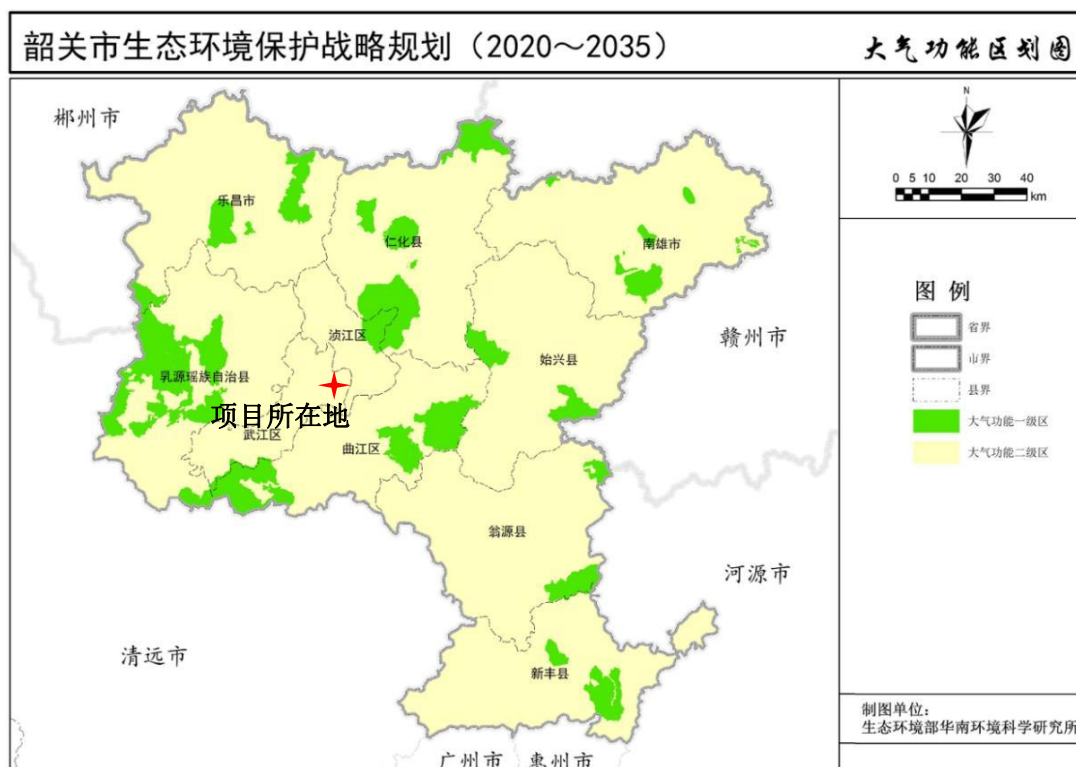 韶关市生态环境保护战略规划（2020～2035）
大气功能区划图
郴州市
N
0 5 10 20 30 40
km
乐昌市
仁化县
南雄市
图 例
浈江区
省界
赣州市
始兴县
市界
乳源瑶族自治县
县界
项目所在地
大气功能一级区
武江区
曲江区
大气功能二级区
翁源县
河源市
清远市
新丰县
制图单位：
生态环境部华南环境科学研究所
广州市
惠州市